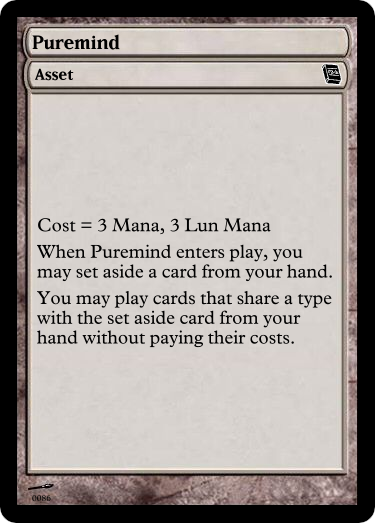 Puremind
Asset
Cost = 3 Mana, 3 Lun Mana
When Puremind enters play, you
may set aside a card from your hand.
You may play cards that share a type
with the set aside card from your
hand without paying their costs.
0086